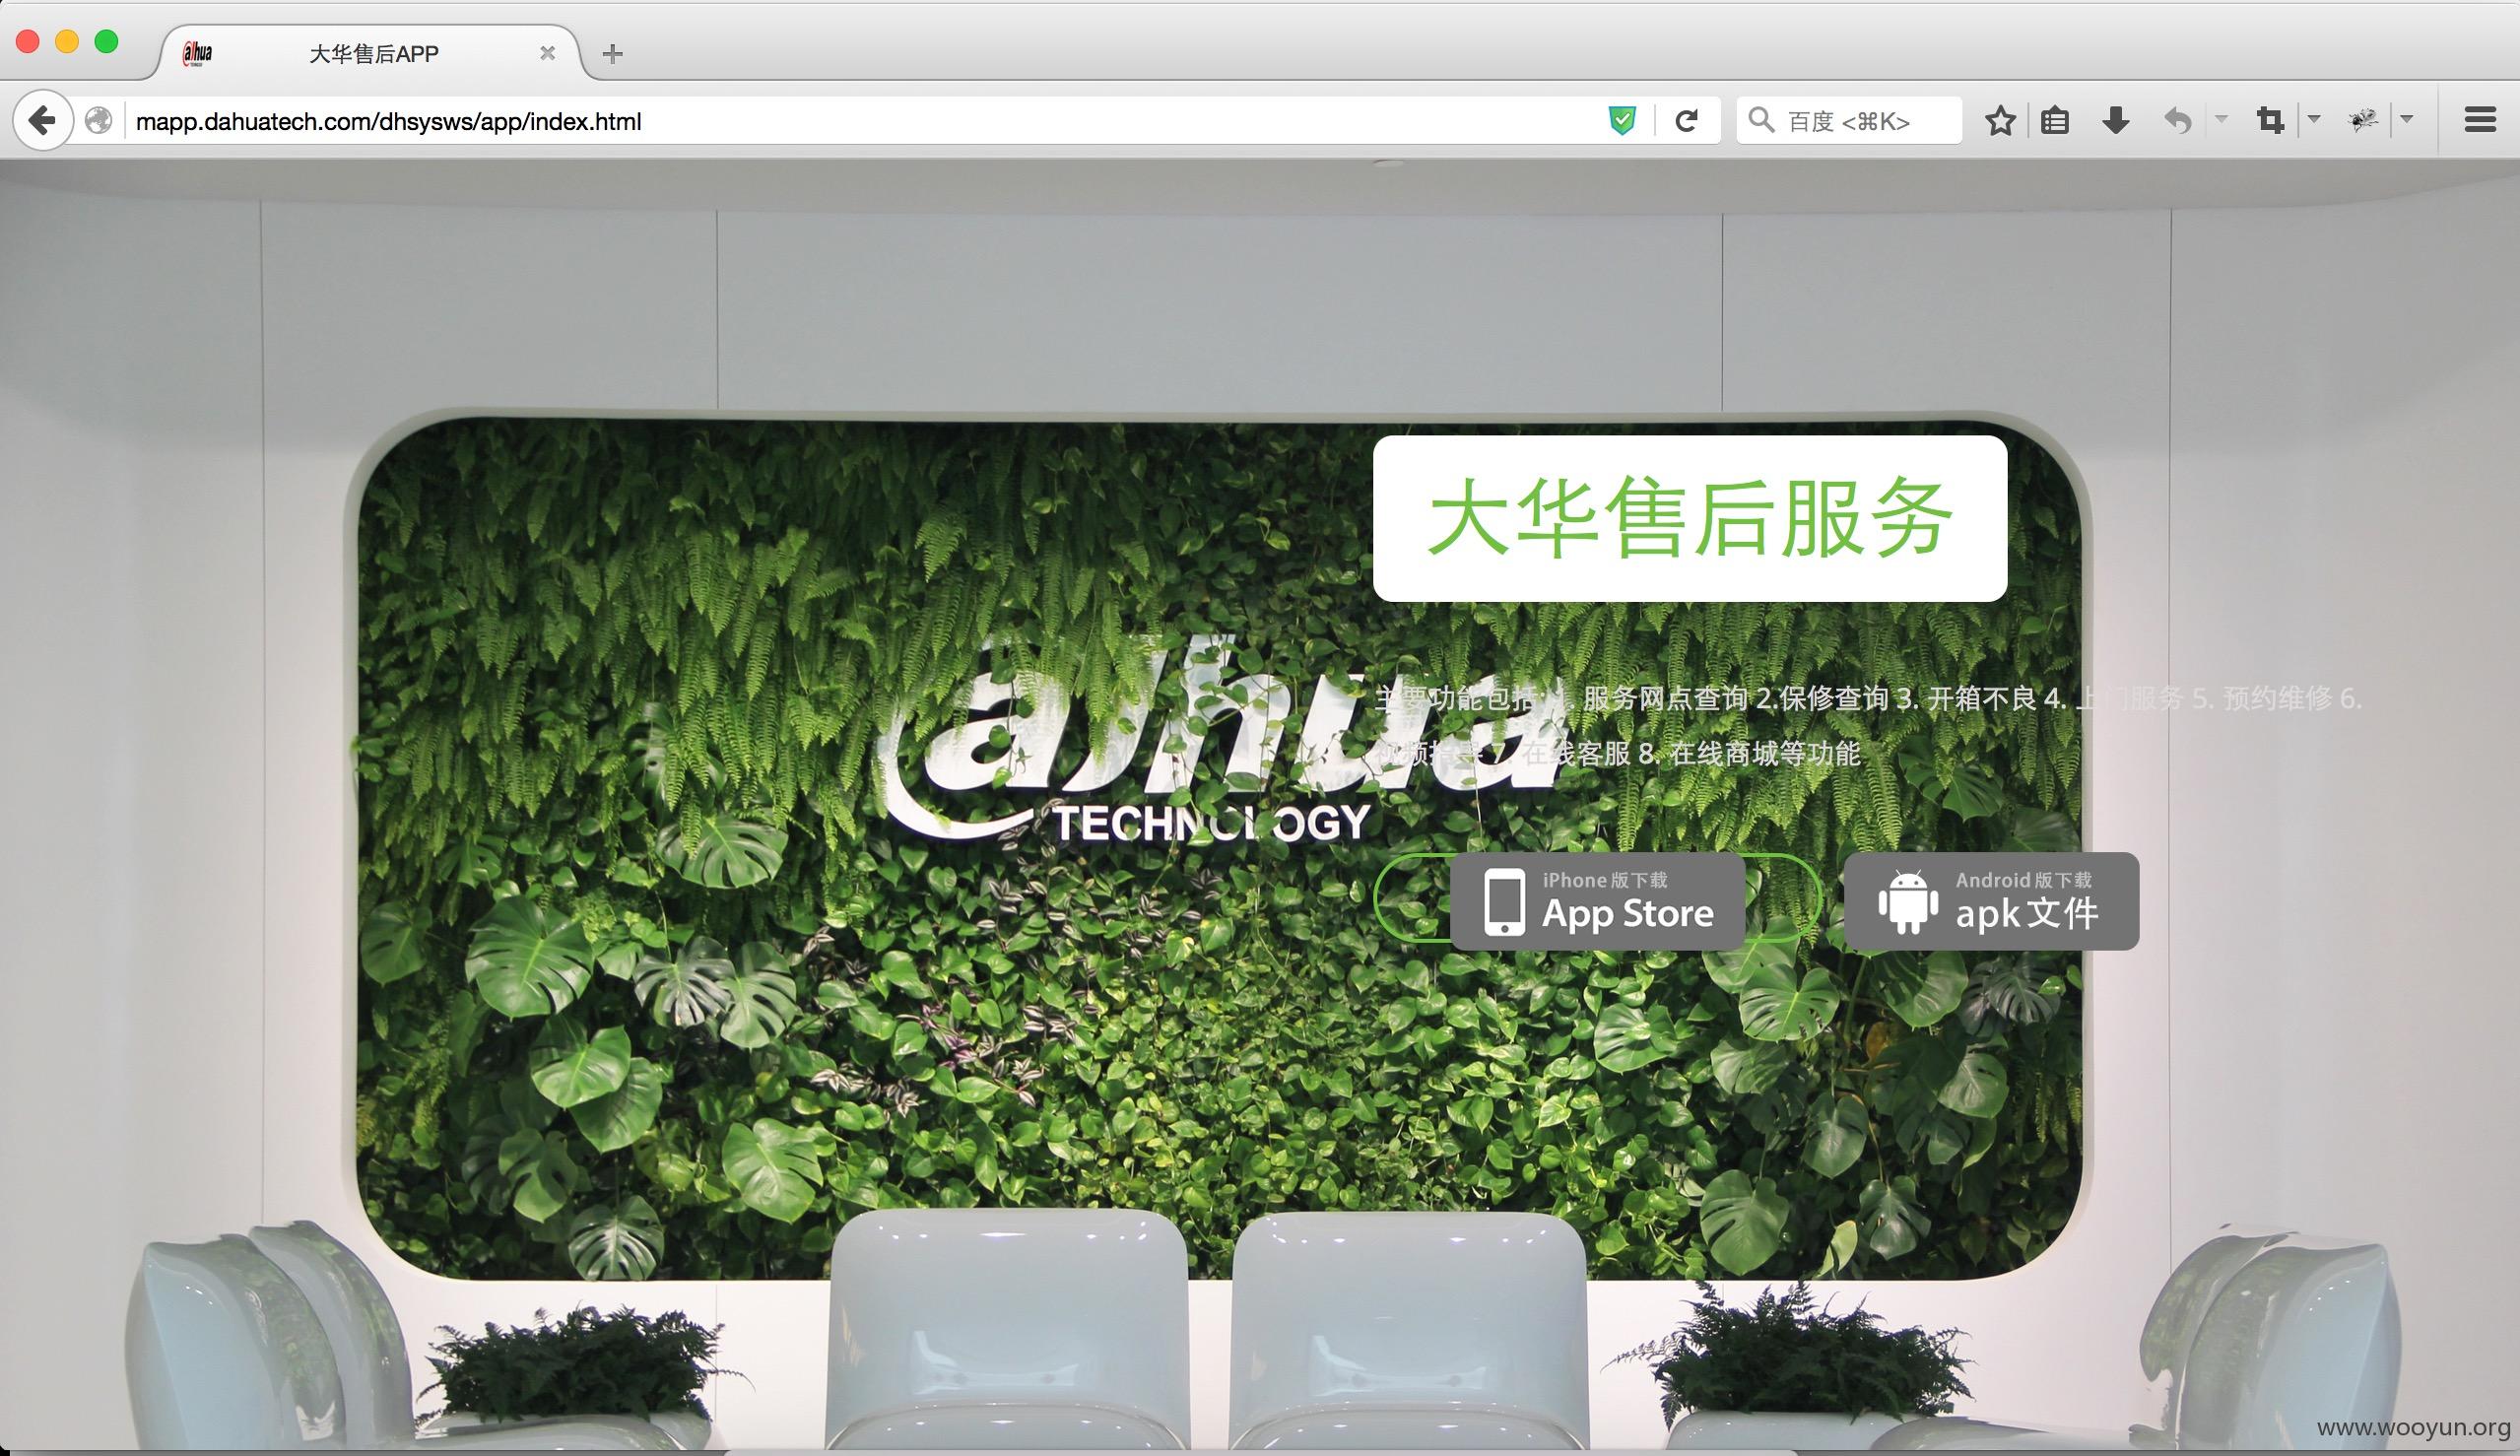 alhua TECHNOLOGY
大华售后APP
mapp.dahuatech.com/dhsysws/app/index.html
百度 <⌘K>
大华售后服务
alhua
主要功能包括: 1. 服务网点查询 2.保修查询 3. 开箱不良 4. 上门服务 5. 预约维修 6.
视频指导 7. 在线客服 8. 在线商城等功能
TECHNOLOGY
iPhone 版下载
App Store
Android 版下载
apk 文件
www.wooyun.org